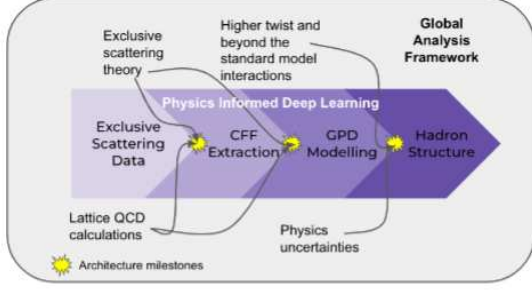 Exclusive
scattering
theory
Higher twist and
beyond the
standard model
interactions
Global
Analysis
Framework
Physics Informed Deep Learning
Exclusive
Scattering
Data
CFF
Extraction
GPD
Modelling
Hadron
Structure
Lattice QCD
calculations
Physics
uncertainties
Architecture milestones